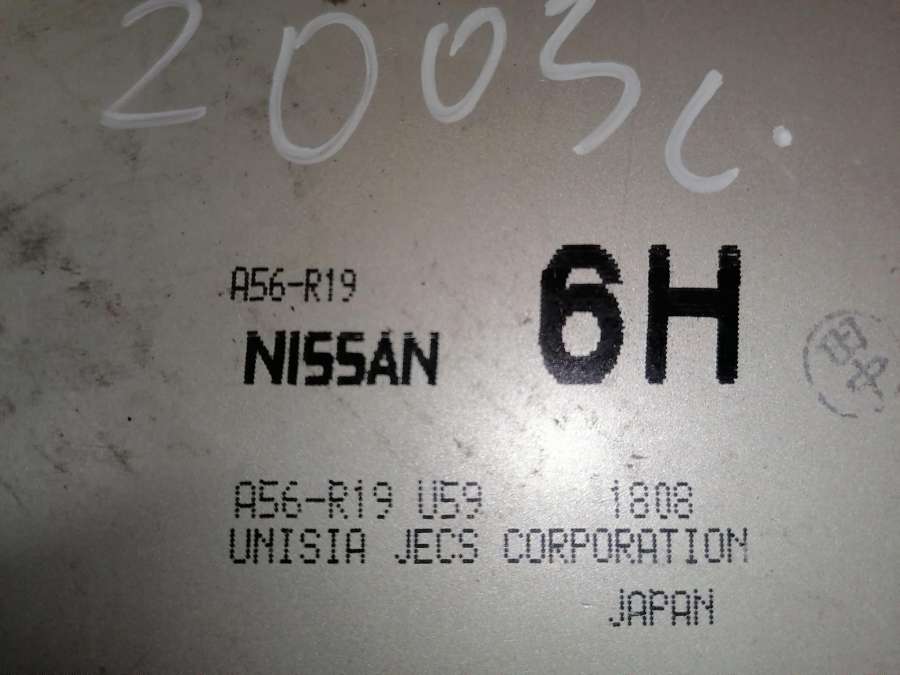 2003г.
A56-R19
NISSAN
6H
A56-R19 U59 1808
UNISIA JECS CORPORATION
JAPAN